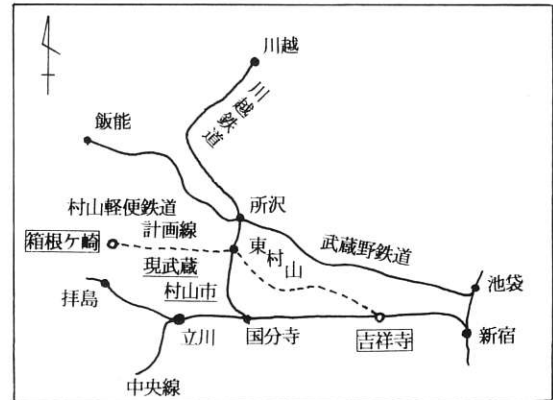 川越
川越鉄道
飯能
村山軽便鉄道
計画線
所沢
箱根ケ崎
東村山
武蔵野鉄道
現武蔵
村山市
拝島
池袋
立川
国分寺
吉祥寺
新宿
中央線